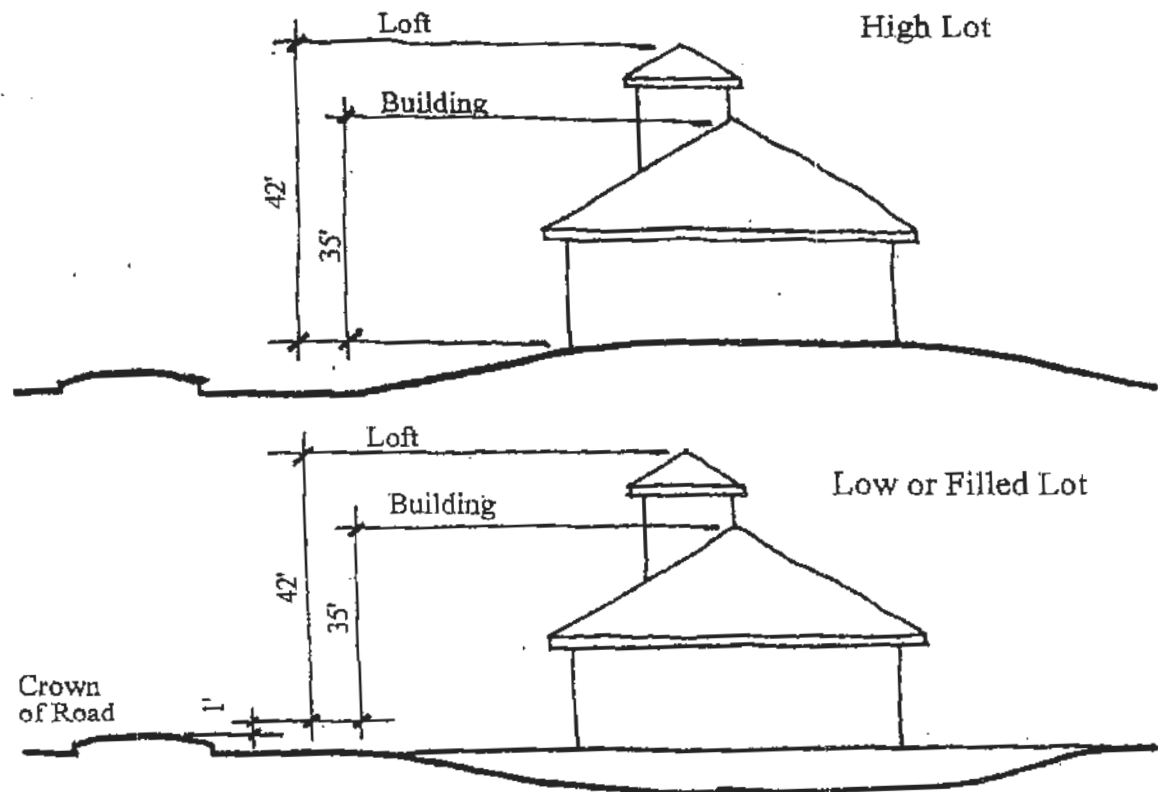 Loft
High Lot
Building
42'
35'
Loft
Low or Filled Lot
Building
42'
35'
Crown
of Road
1'